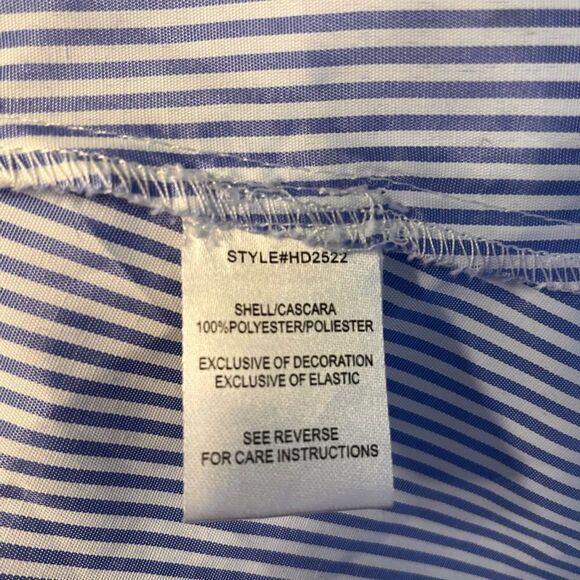 STYLE#HD2522
SHELL/CASCARA
100%POLYESTER/POLIESTER
EXCLUSIVE OF DECORATION
EXCLUSIVE OF ELASTIC
SEE REVERSE
FOR CARE INSTRUCTIONS